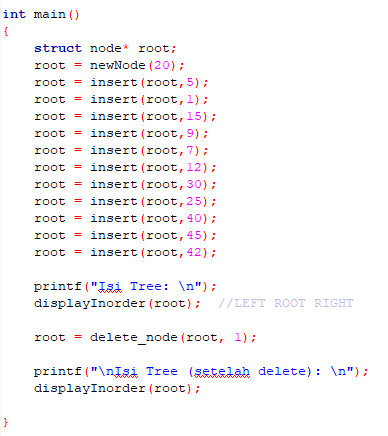 int main()
{
    struct node* root;
    root = newNode(20);
    root = insert(root,5);
    root = insert(root,1);
    root = insert(root,15);
    root = insert(root,9);
    root = insert(root,7);
    root = insert(root,12);
    root = insert(root,30);
    root = insert(root,25);
    root = insert(root,40);
    root = insert(root,45);
    root = insert(root,42);

    printf("Isi Tree: \n");
    displayInorder(root);  //LEFT ROOT RIGHT

    root = delete_node(root, 1);

    printf("\nIsi Tree (setelah delete): \n");
    displayInorder(root);

}